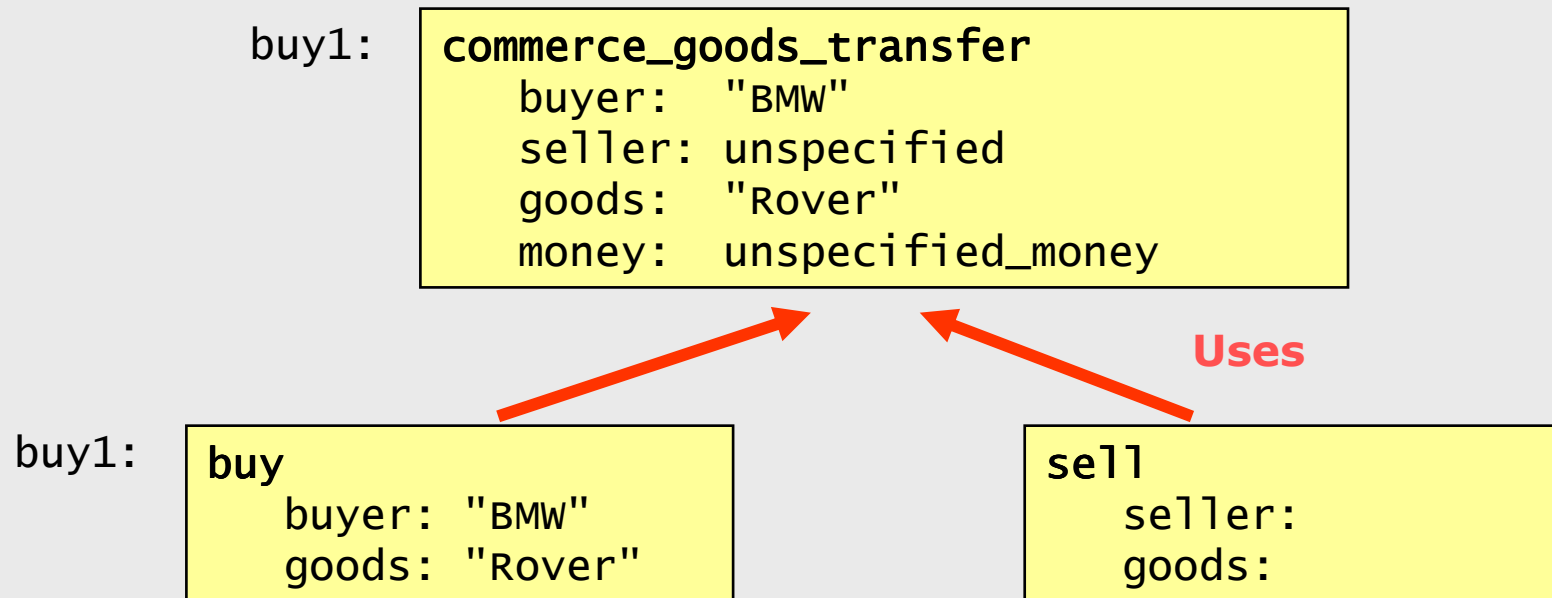 buy1: commerce_goods_transfer
buyer: "BMW"
seller: unspecified
goods: "Rover"
money: unspecified_money
Uses
buy1: buy
buyer: "BMW"
goods: "Rover"
sell
seller:
goods: